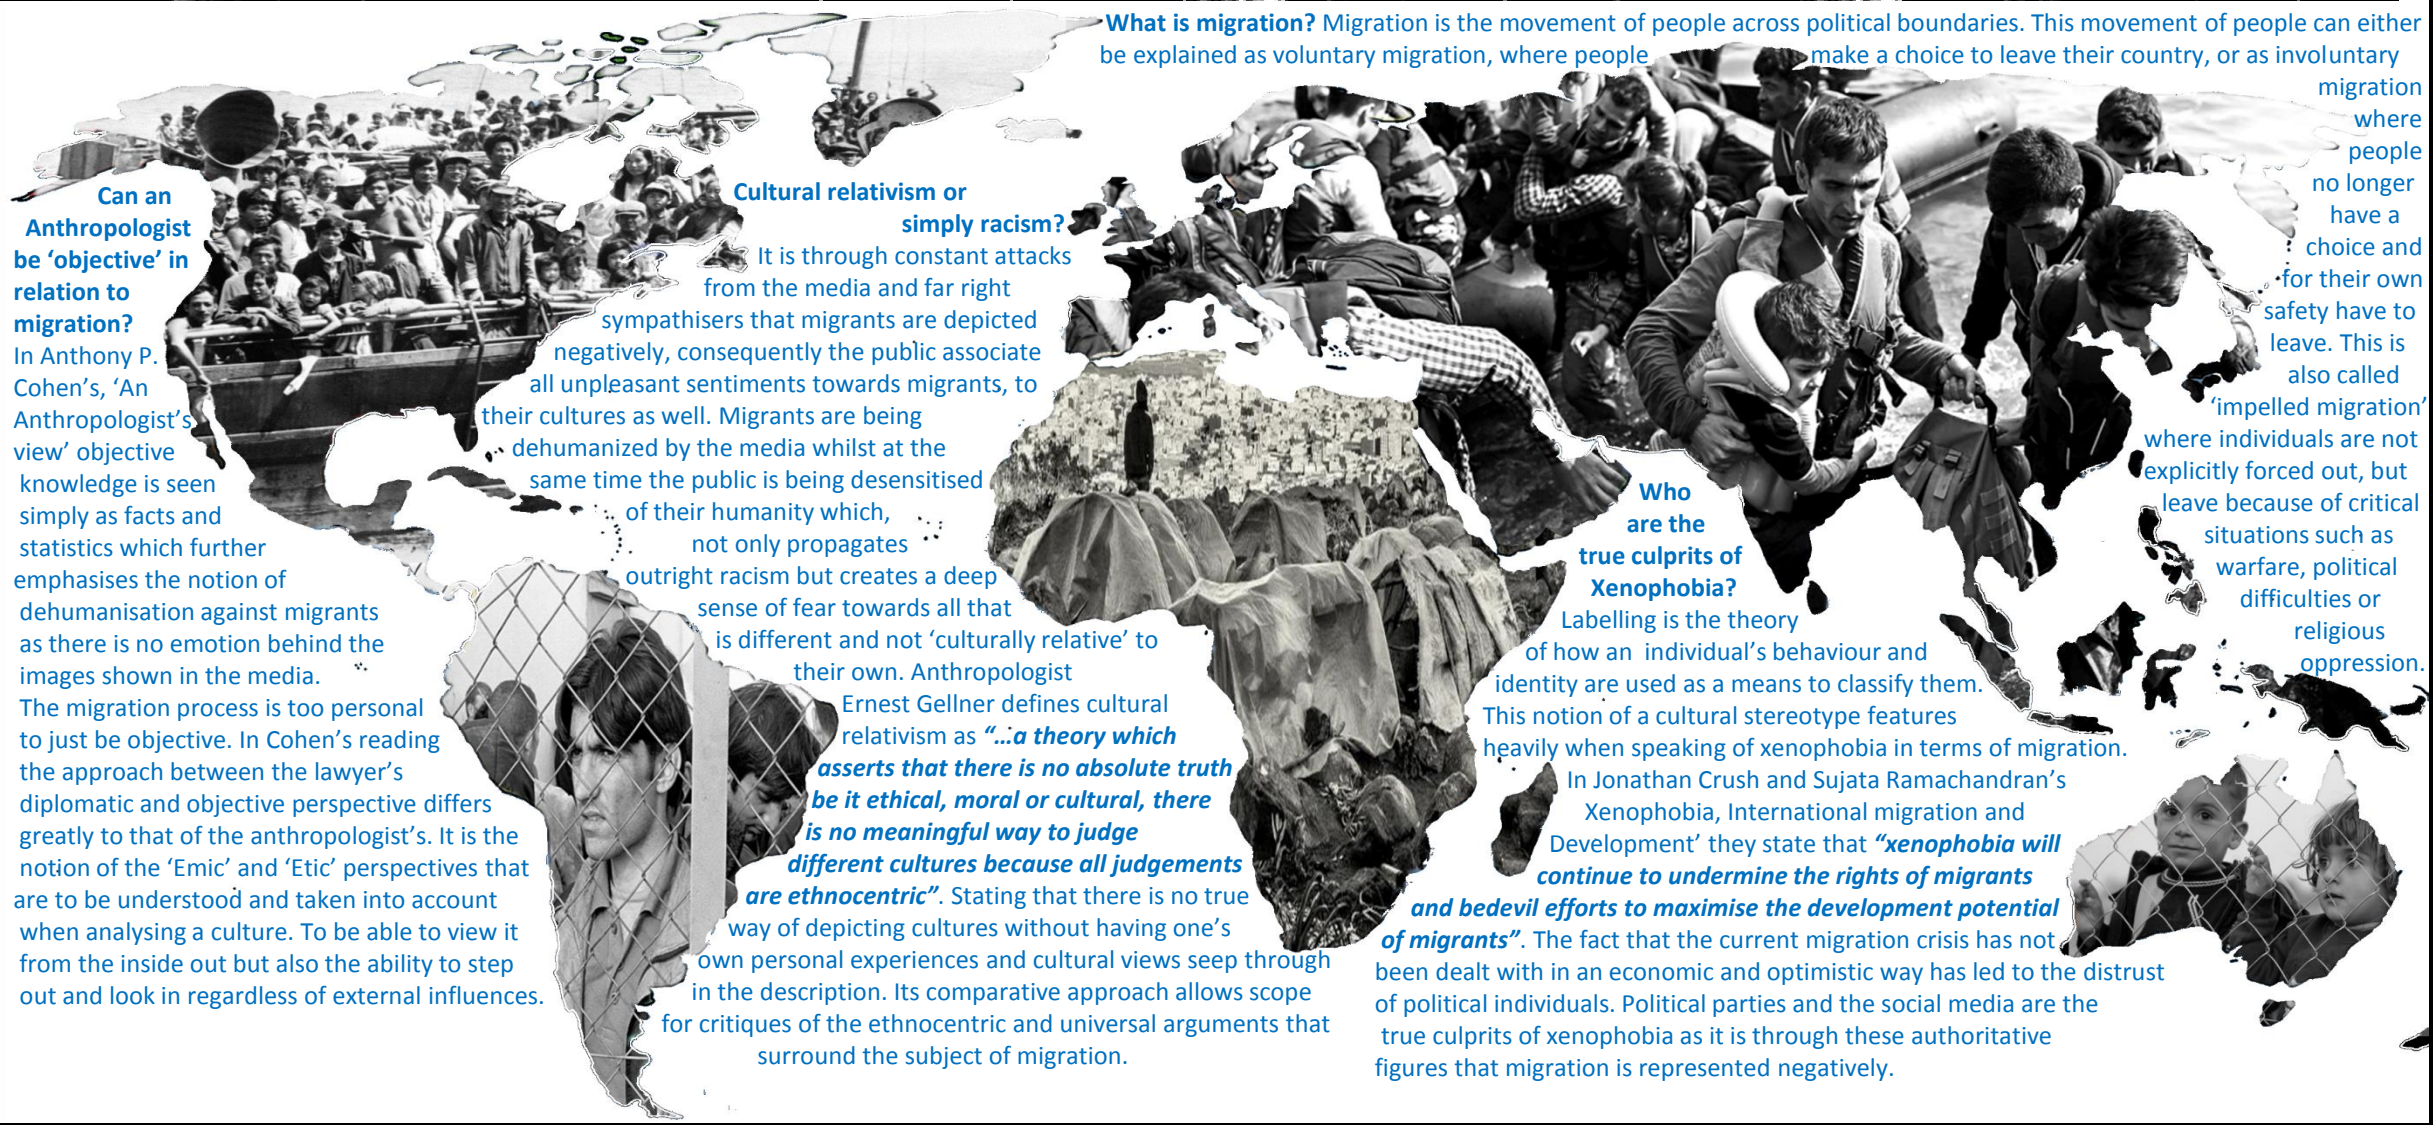 What is migration? Migration is the movement of people across political boundaries. This movement of people can either
be explained as voluntary migration, where people make a choice to leave their country, or as involuntary
migration
where
people
no longer
have a
choice and
for their own
safety have to
leave. This is
also called
‘impelled migration’
where individuals are not
explicitly forced out, but
leave because of critical
situations such as
warfare, political
difficulties or
religious
oppression.
Can an
Anthropologist
be ‘objective’ in
relation to
migration?
In Anthony P.
Cohen’s, ‘An
Anthropologist’s
view’ objective
knowledge is seen
simply as facts and
statistics which further
emphasises the notion of
dehumanisation against migrants
as there is no emotion behind the
images shown in the media.
The migration process is too personal
to just be objective. In Cohen’s reading
the approach between the lawyer’s
diplomatic and objective perspective differs
greatly to that of the anthropologist’s. It is the
notion of the ‘Emic’ and ‘Etic’ perspectives that
are to be understood and taken into account
when analysing a culture. To be able to view it
from the inside out but also the ability to step
out and look in regardless of external influences.
Cultural relativism or
simply racism?
It is through constant attacks
from the media and far right
sympathisers that migrants are depicted
negatively, consequently the public associate
all unpleasant sentiments towards migrants, to
their cultures as well. Migrants are being
dehumanized by the media whilst at the
same time the public is being desensitised
of their humanity which,
not only propagates
outright racism but creates a deep
sense of fear towards all that
is different and not ‘culturally relative’ to
their own. Anthropologist
Ernest Gellner defines cultural
relativism as “...a theory which
asserts that there is no absolute truth
be it ethical, moral or cultural, there
is no meaningful way to judge
different cultures because all judgements
are ethnocentric”. Stating that there is no true
way of depicting cultures without having one’s
own personal experiences and cultural views seep through
in the description. Its comparative approach allows scope
for critiques of the ethnocentric and universal arguments that
surround the subject of migration.
Who
are the
true culprits of
Xenophobia?
Labelling is the theory
of how an individual’s behaviour and
identity are used as a means to classify them.
This notion of a cultural stereotype features
heavily when speaking of xenophobia in terms of migration.
In Jonathan Crush and Sujata Ramachandran’s
Xenophobia, International migration and
Development’ they state that “xenophobia will
continue to undermine the rights of migrants
and bedevil efforts to maximise the development potential
of migrants”. The fact that the current migration crisis has not
been dealt with in an economic and optimistic way has led to the distrust
of political individuals. Political parties and the social media are the
true culprits of xenophobia as it is through these authoritative
figures that migration is represented negatively.